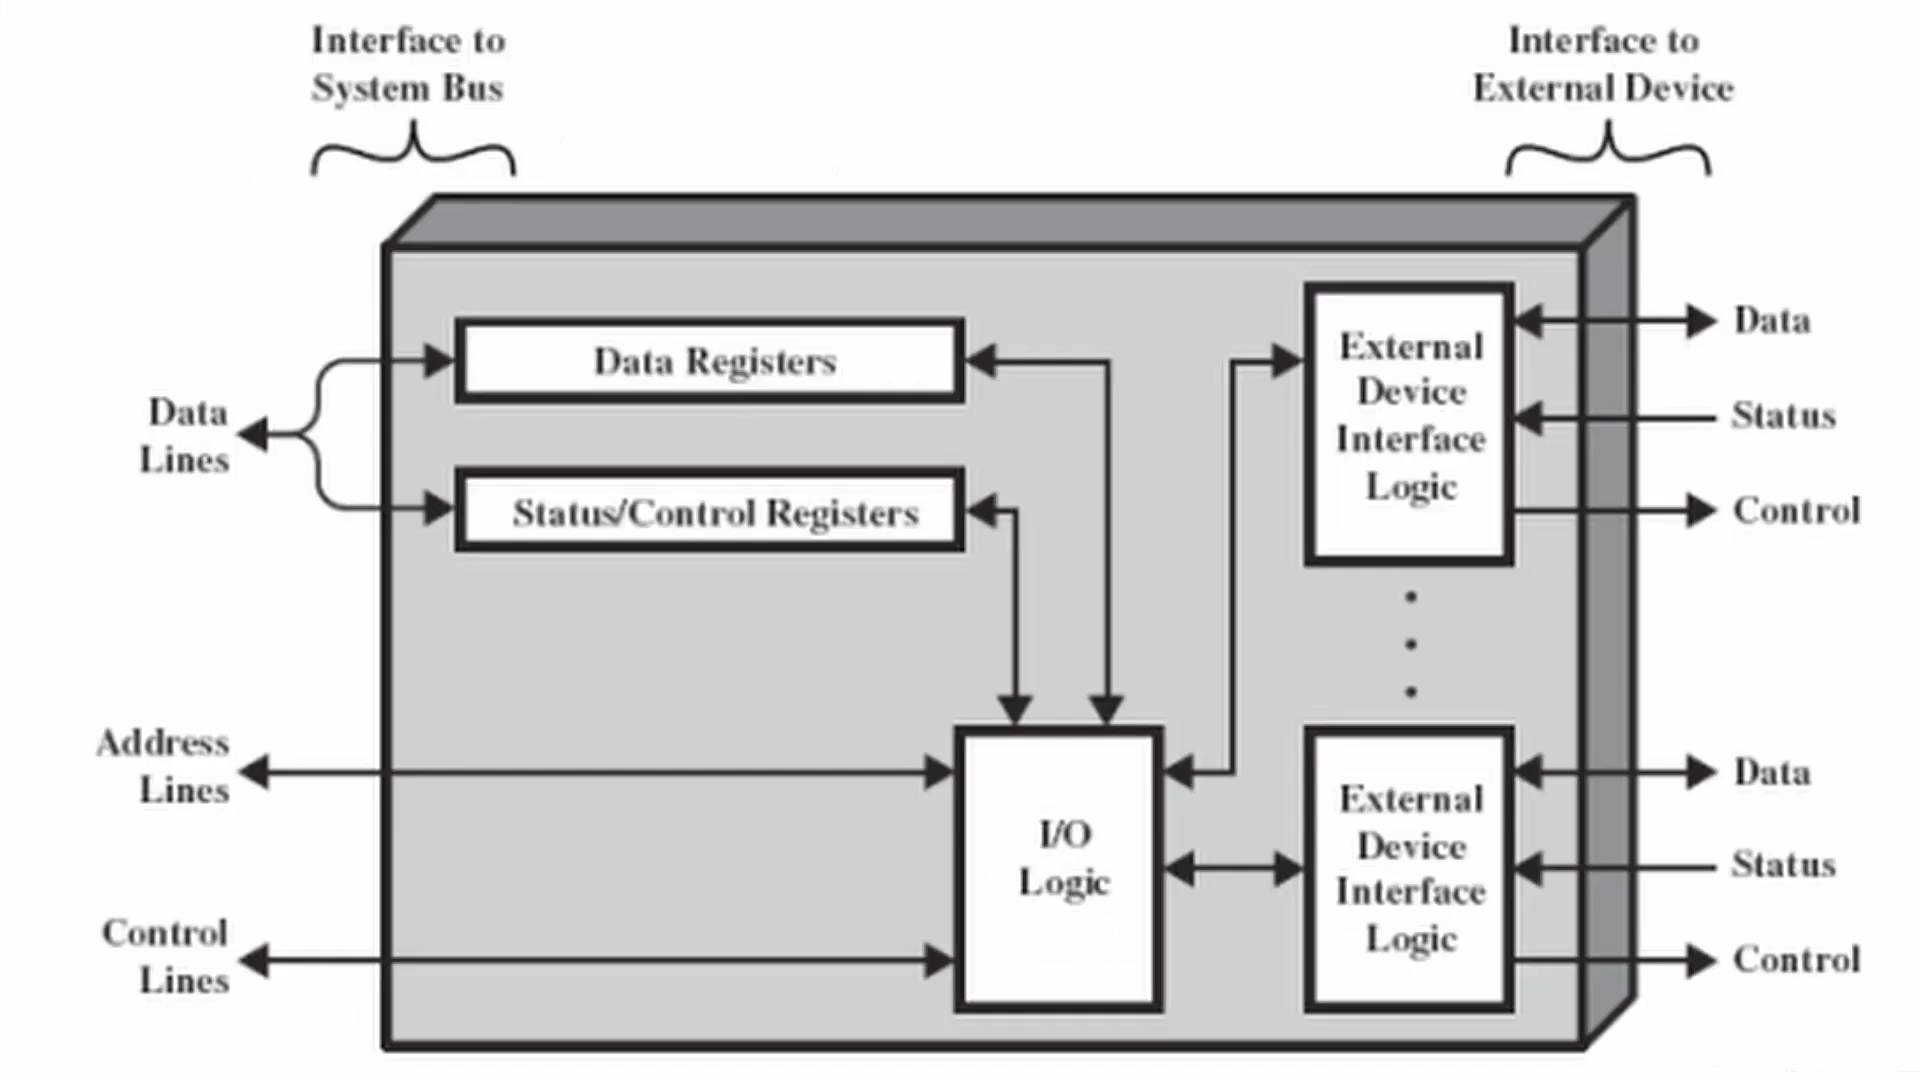 Interface to
System Bus
Interface to
External Device
Data Registers
Status/Control Registers
Data
Lines
Address
Lines
Control
Lines
I/O
Logic
External
Device
Interface
Logic
Data
Status
Control
External
Device
Interface
Logic
Data
Status
Control